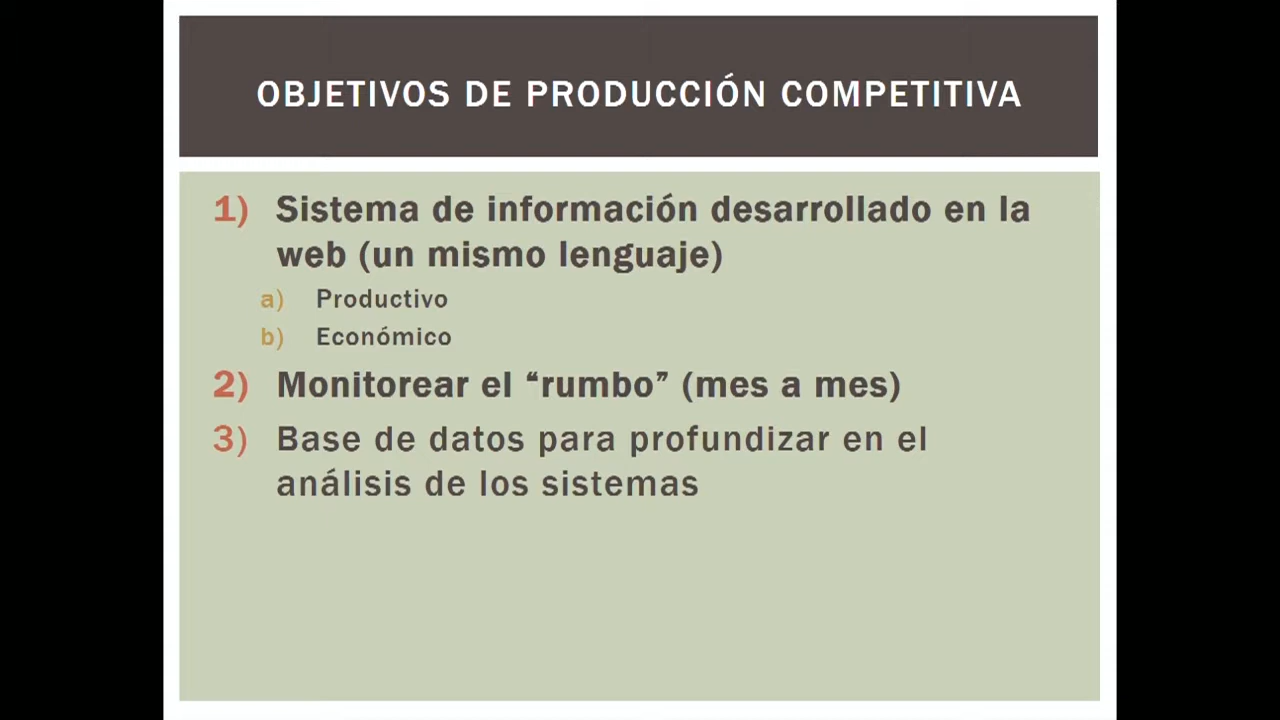 OBJETIVOS DE PRODUCCIÓN COMPETITIVA
1) Sistema de información desarrollado en la
web (un mismo lenguaje)
a) Productivo
b) Económico
2) Monitorear el “rumbo” (mes a mes)
3) Base de datos para profundizar en el
análisis de los sistemas